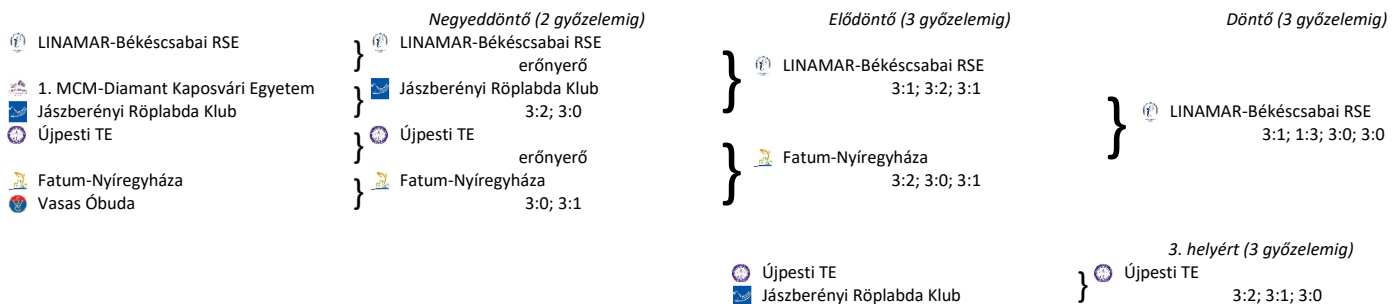 Negyeddöntő (2 győzelemig) Elődöntő (3 győzelemig) Döntő (3 győzelemig)
LINAMAR-Békéscsabai RSE } LINAMAR-Békéscsabai RSE
erőnyerő } LINAMAR-Békéscsabai RSE
1. MCM-Diamant Kaposvári Egyetem } Jászberényi Röplabda Klub 3:1; 3:2; 3:1
Jászberényi Röplabda Klub 3:2; 3:0 } LINAMAR-Békéscsabai RSE
Újpesti TE } Újpesti TE 3:1; 1:3; 3:0; 3:0
erőnyerő } Fatum-Nyíregyháza
Fatum-Nyíregyháza } Fatum-Nyíregyháza 3:2; 3:0; 3:1
Vasas Óbuda 3:0; 3:1
3. helyért (3 győzelemig)
Újpesti TE } Újpesti TE
Jászberényi Röplabda Klub 3:2; 3:1; 3:0